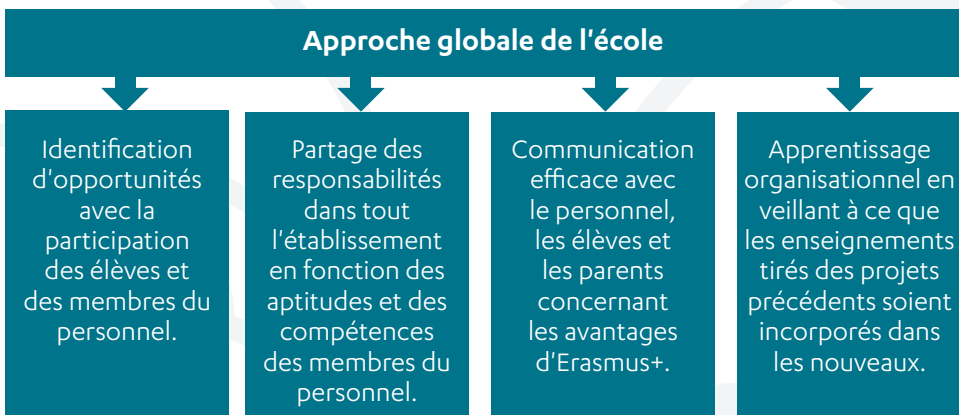 Approche globale de l'école
Identification
d'opportunités
avec la
participation
des élèves et
des membres du
personnel.
Partage des
responsabilités
dans tout
l'établissement
en fonction des
aptitudes et des
compétences
des membres du
personnel.
Communication
efficace avec
le personnel,
les élèves et
les parents
concernant
les avantages
d'Erasmus+.
Apprentissage
organisationnel en
veillant à ce que
les enseignements
tirés des projets
précédents soient
incorporés dans
les nouveaux.